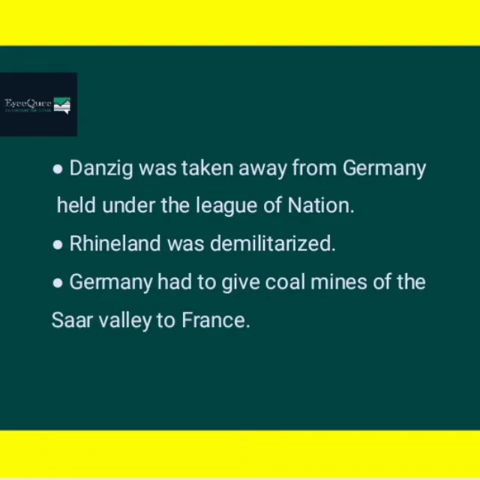 ● Danzig was taken away from Germany
held under the league of Nation.
● Rhineland was demilitarized.
● Germany had to give coal mines of the
Saar valley to France.